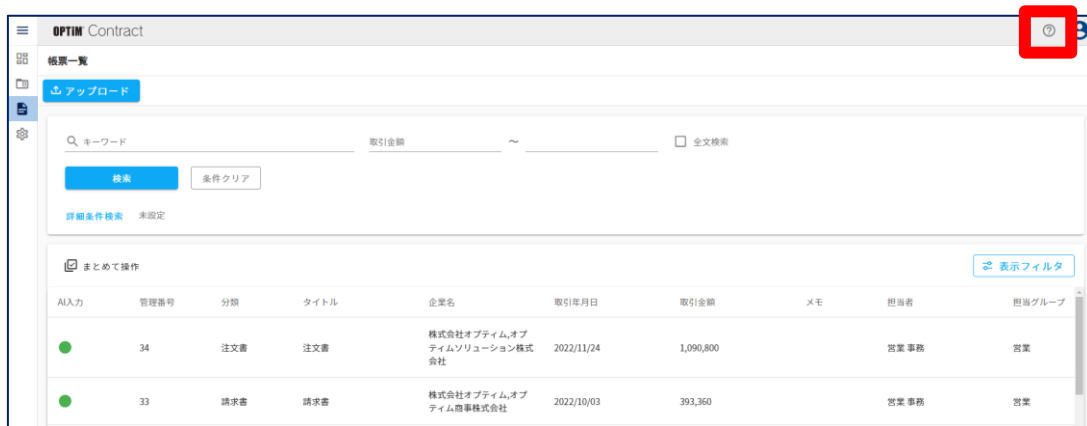 OPTiM Contract
帳票一覧
アップロード
キーワード 取引金額 ～ 全文検索
検索 条件クリア
詳細条件検索 未設定
まとめて操作 表示フィルタ
AI入力 管理番号 分類 タイトル 企業名 取引年月日 取引金額 メモ 担当者 担当グループ
株式会社オプティム,オプ
34 注文書 注文書 ティムソリューション株式 2022/11/24 1,090,800 営業 事務 営業
会社
株式会社オプティム,オプ
33 請求書 請求書 ティム商事株式会社 2022/10/03 393,360 営業 事務 営業